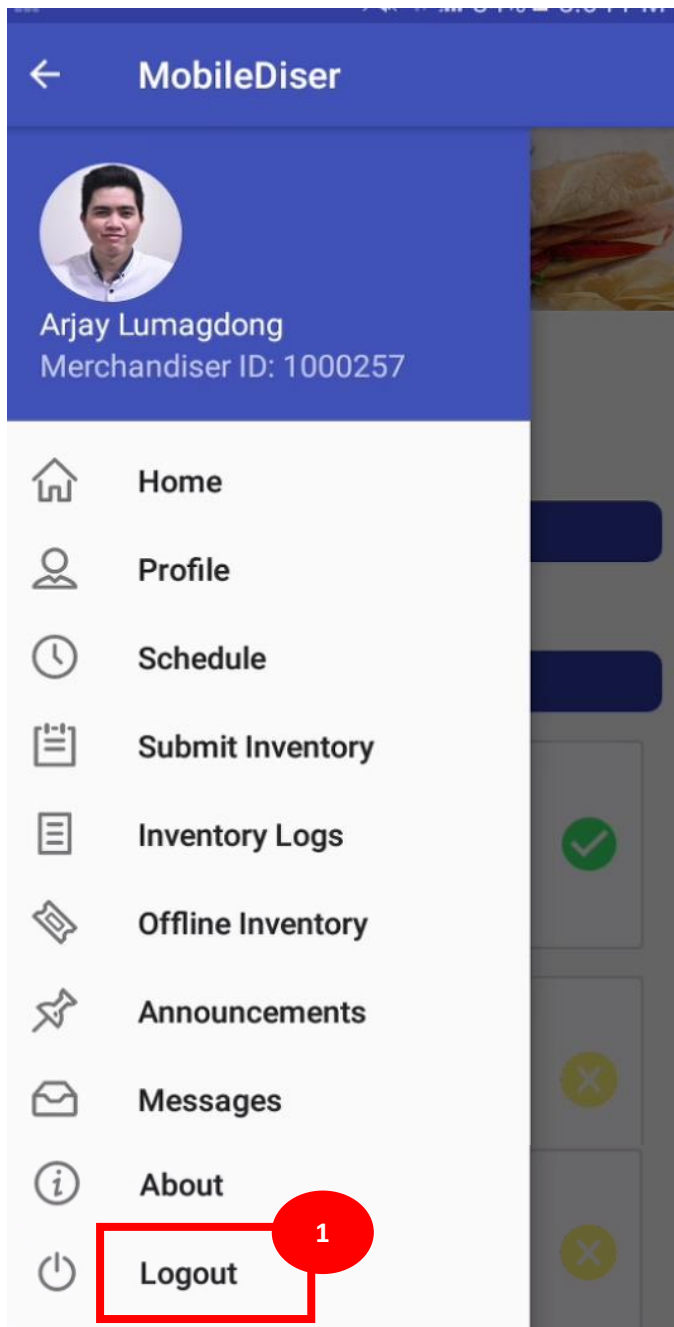 MobileDiser
Arjay Lumagdong
Merchandiser ID: 1000257
Home
Profile
Schedule
Submit Inventory
Inventory Logs
Offline Inventory
Announcements
Messages
About
1
Logout